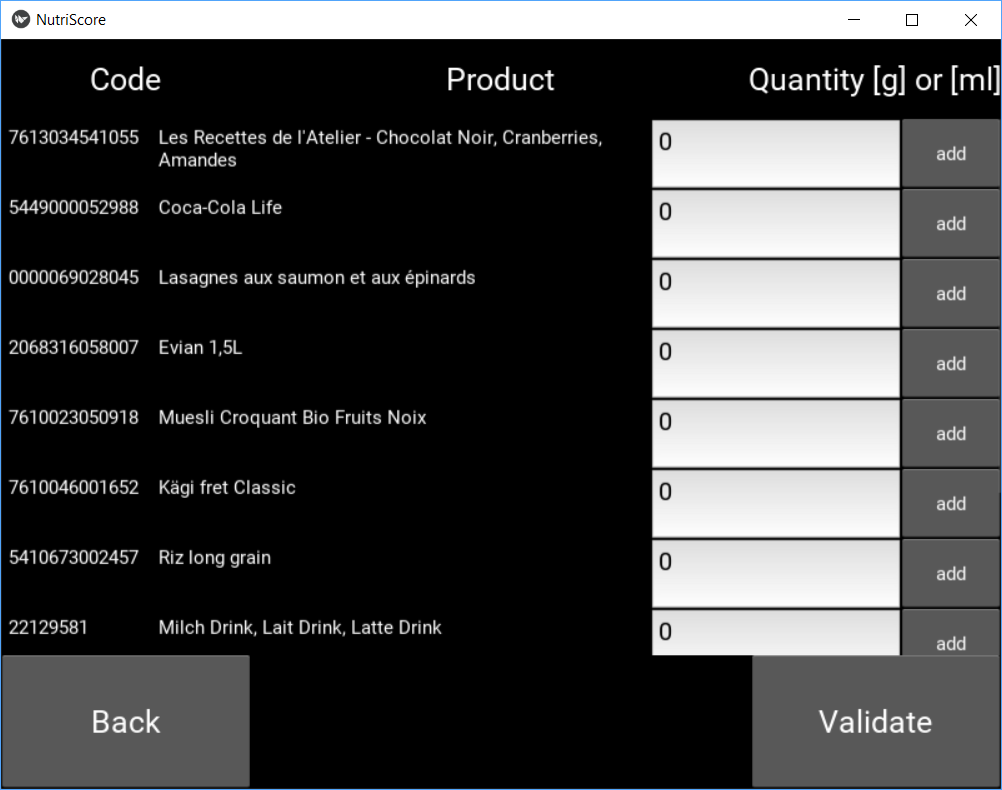 NutriScore
Code Product Quantity [g] or [ml]
7613034541055 Les Recettes de l'Atelier - Chocolat Noir, Cranberries,
Amandes
0 add
5449000052988 Coca-Cola Life 0 add
0000069028045 Lasagnes aux saumon et aux épinards 0 add
2068316058007 Evian 1,5L 0 add
7610023050918 Muesli Croquant Bio Fruits Noix 0 add
7610046001652 Kägi fret Classic 0 add
5410673002457 Riz long grain 0 add
22129581 Milch Drink, Lait Drink, Latte Drink 0 add
Back Validate